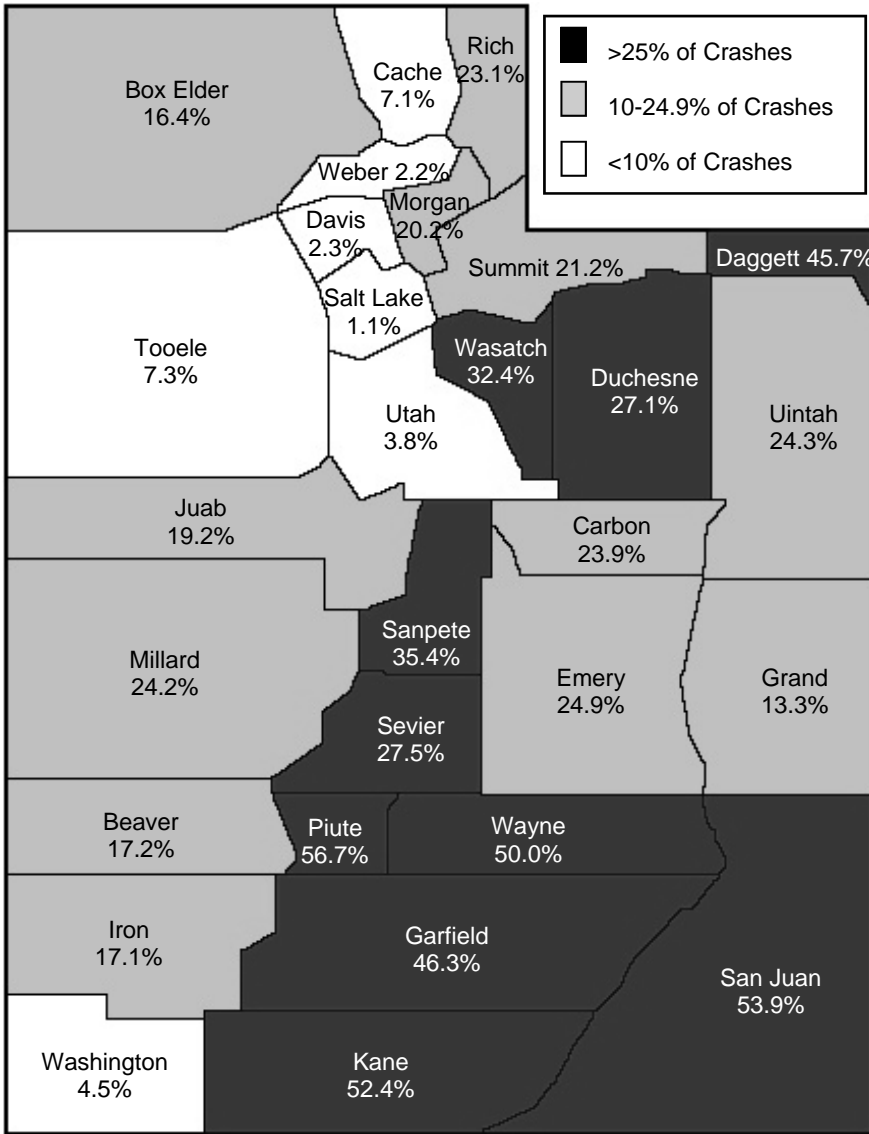 >25% of Crashes
10-24.9% of Crashes
<10% of Crashes
Rich
23.1%
Cache
7.1%
Box Elder
16.4%
Weber 2.2%
Morgan
20.2%
Davis
2.3%
Summit 21.2%
Daggett 45.7%
Salt Lake
1.1%
Tooele
7.3%
Wasatch
32.4%
Duchesne
27.1%
Uintah
24.3%
Utah
3.8%
Juab
19.2%
Carbon
23.9%
Sanpete
35.4%
Millard
24.2%
Emery
24.9%
Grand
13.3%
Sevier
27.5%
Beaver
17.2%
Piute
56.7%
Wayne
50.0%
Iron
17.1%
Garfield
46.3%
San Juan
53.9%
Washington
4.5%
Kane
52.4%